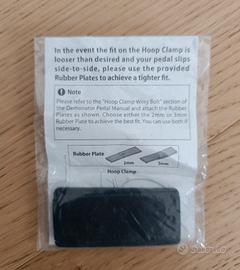 In the event the fit on the Hoop Clamp is
looser than desired and your pedal slips
side-to-side, please use the provided
Rubber Plates to achieve a tighter fit.
Note
Please refer to the "Hoop Clamp Wing Bolt" section of
the Demonator Pedal Manual and attach the Rubber
Plates as shown. Choose either the 2mm or 3mm
Rubber Plate to achieve the best fit. You can use both if
necessary.
Rubber Plate
2mm
3mm
Hoop Clamp
subito